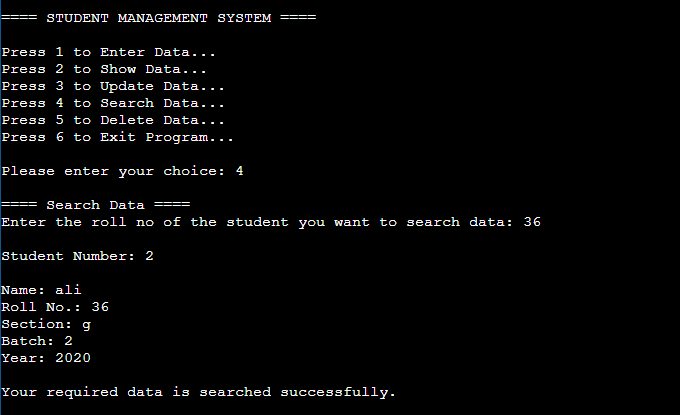 ==== STUDENT MANAGEMENT SYSTEM ====
Press 1 to Enter Data...
Press 2 to Show Data...
Press 3 to Update Data...
Press 4 to Search Data...
Press 5 to Delete Data...
Press 6 to Exit Program...
Please enter your choice: 4
==== Search Data ====
Enter the roll no of the student you want to search data: 36
Student Number: 2
Name: ali
Roll No.: 36
Section: g
Batch: 2
Year: 2020
Your required data is searched successfully.